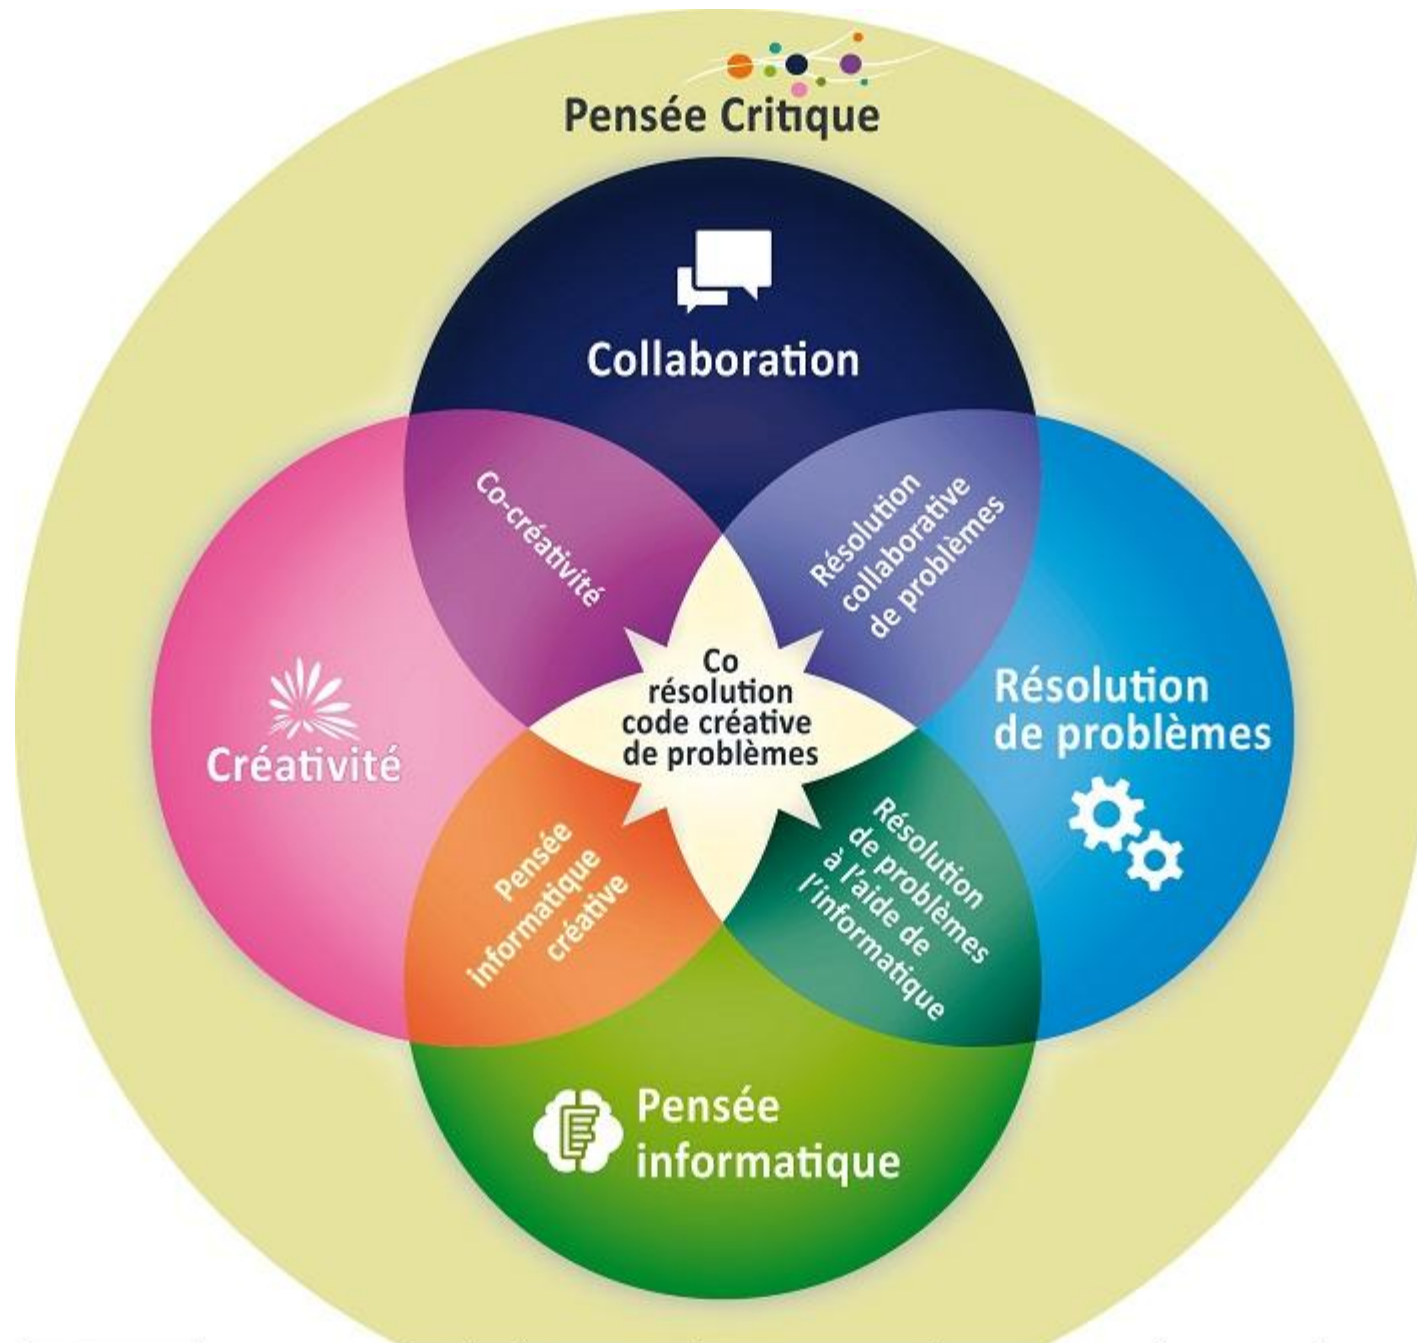 Pensée Critique
Collaboration
Co-créativité
Résolution
collaborative
de problèmes
Créativité
Co
résolution
code créative
de problèmes
Résolution
de problèmes
Pensée
informatique
créative
Résolution
de problèmes
à l'aide de
l'informatique
Pensée
informatique